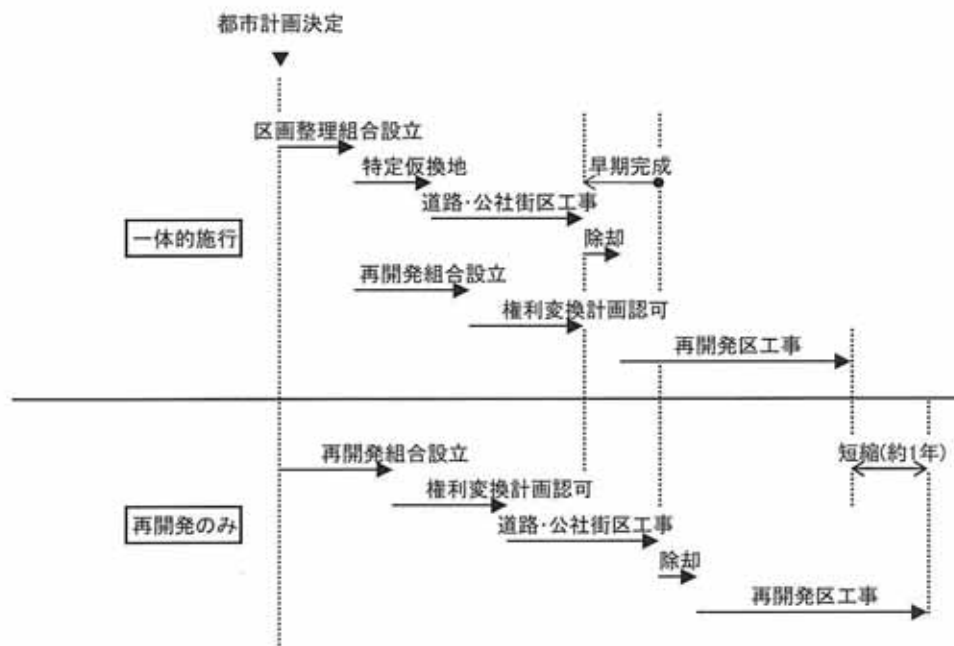 都市計画決定
▼
区画整理組合設立
特定仮換地
早期完成
道路・公社街区工事
一体的施行
除却
再開発組合設立
権利変換計画認可
再開発区工事
再開発組合設立
短縮(約1年)
権利変換計画認可
再開発のみ
道路・公社街区工事
除却
再開発区工事